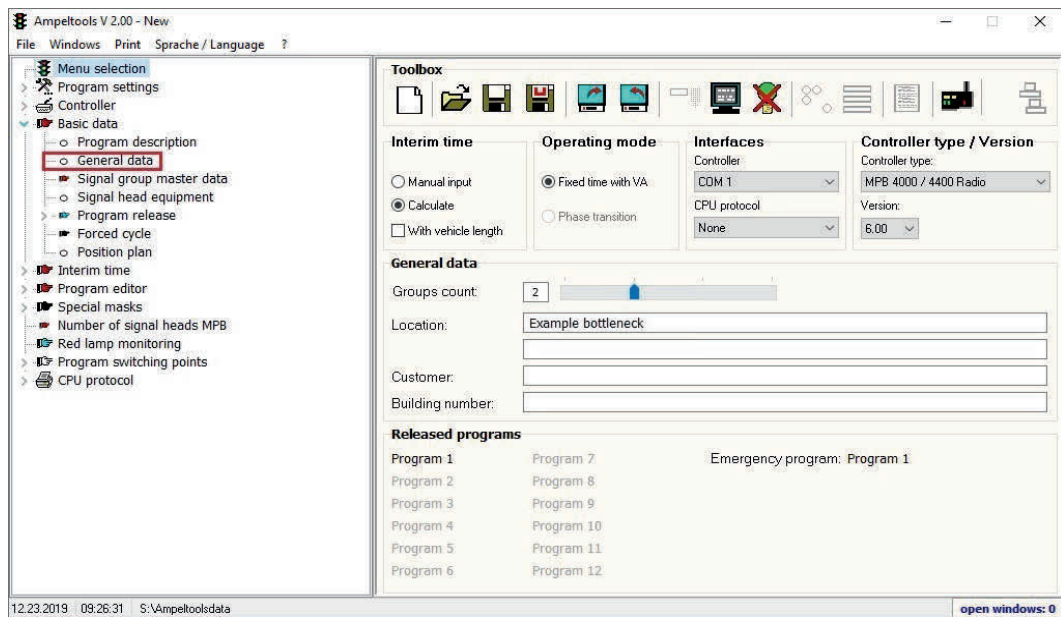 Ampeltools V 2.00 - New
File Windows Print Sprache / Language ?
Menu selection
Program settings
Controller
Basic data
Program description
General data
Signal group master data
Signal head equipment
Program release
Forced cycle
Position plan
Interim time
Program editor
Special masks
Number of signal heads MPB
Red lamp monitoring
Program switching points
CPU protocol
Toolbox
Interim time
Manual input
Calculate
With vehicle length
Operating mode
Fixed time with VA
Phase transition
Interfaces
Controller
COM 1
CPU protocol
None
Controller type / Version
Controller type:
MPB 4000 / 4400 Radio
Version:
6.00
General data
Groups count: 2
Location: Example bottleneck
Customer:
Building number:
Released programs
Program 1 Program 7 Emergency program: Program 1
Program 2 Program 8
Program 3 Program 9
Program 4 Program 10
Program 5 Program 11
Program 6 Program 12
12.23.2019 09:26:31 S:\Ampeltoolsdata open windows: 0